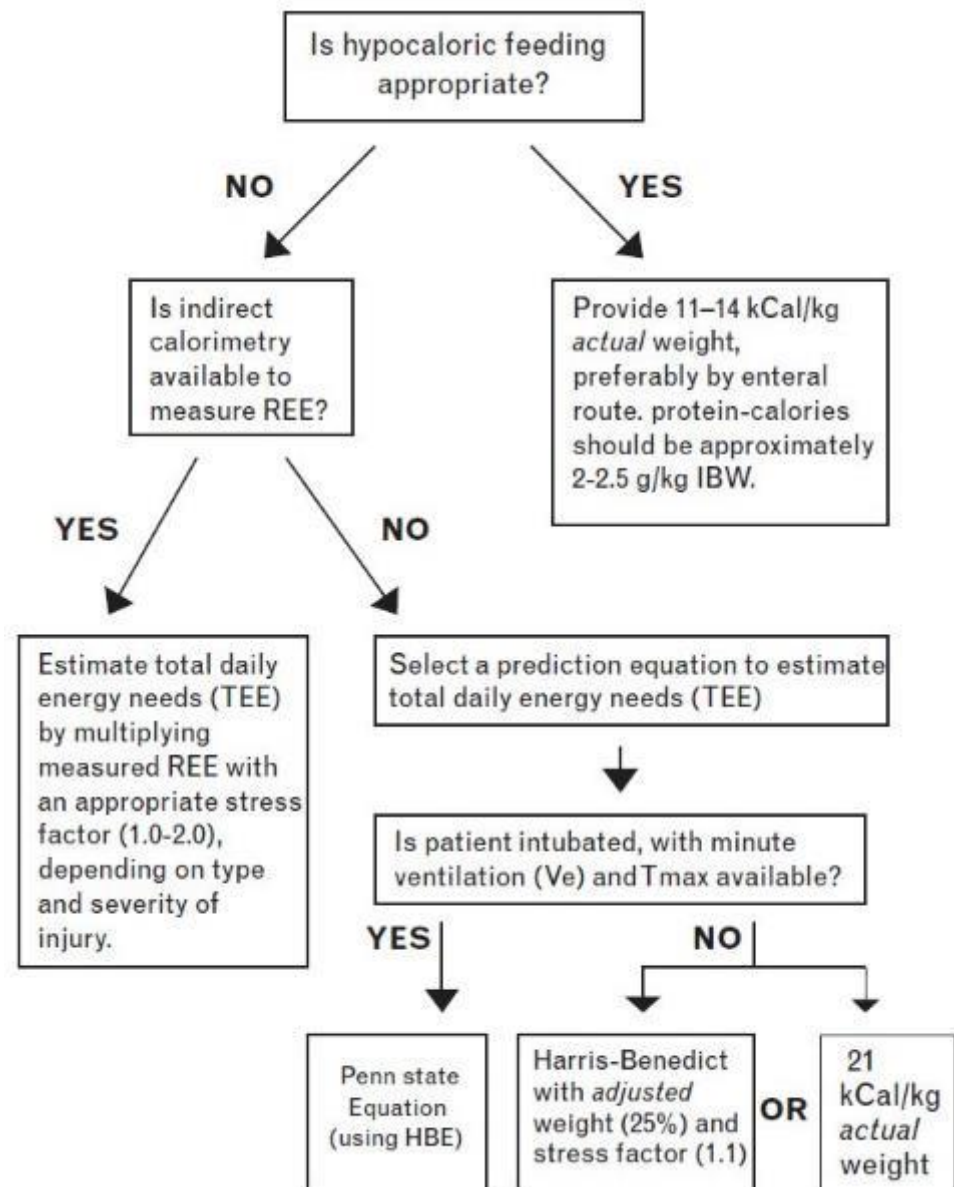 Is hypocaloric feeding
appropriate?
NO
YES
Is indirect
calorimetry
available to
measure REE?
Provide 11–14 kCal/kg
actual weight,
preferably by enteral
route. protein-calories
should be approximately
2-2.5 g/kg IBW.
YES
NO
Estimate total daily
energy needs (TEE)
by multiplying
measured REE with
an appropriate stress
factor (1.0-2.0),
depending on type
and severity of
injury.
Select a prediction equation to estimate
total daily energy needs (TEE)
Is patient intubated, with minute
ventilation (Ve) and Tmax available?
YES
NO
Penn state
Equation
(using HBE)
Harris-Benedict
with adjusted
weight (25%) and
stress factor (1.1)
OR
21
kCal/kg
actual
weight